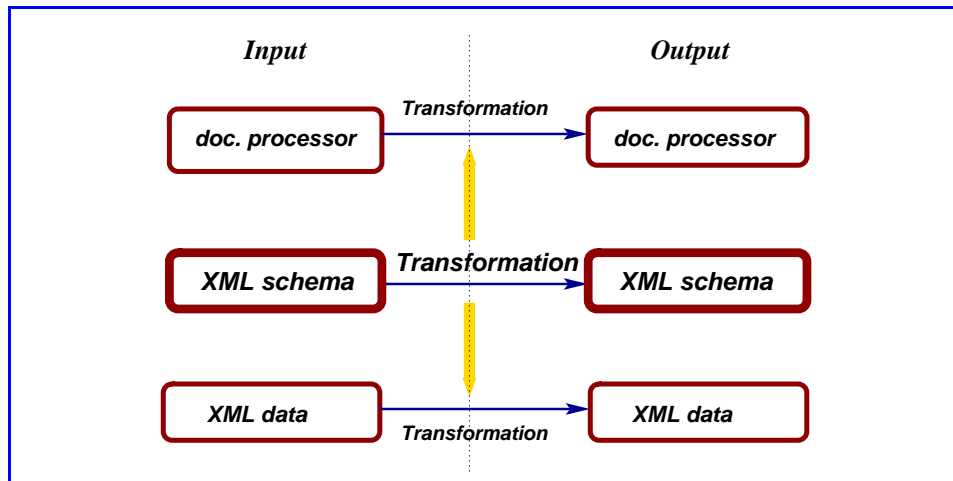 Input Output
Transformation
doc. processor doc. processor
Transformation
XML schema XML schema
XML data XML data
Transformation